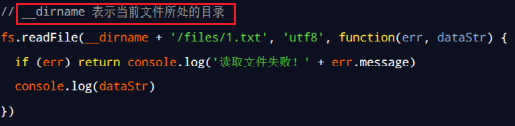 // __dirname 表示当前文件所处的目录
fs.readFile(__dirname + '/files/1.txt', 'utf8', function(err, dataStr) {
if (err) return console.log('读取文件失败！' + err.message)
console.log(dataStr)
})